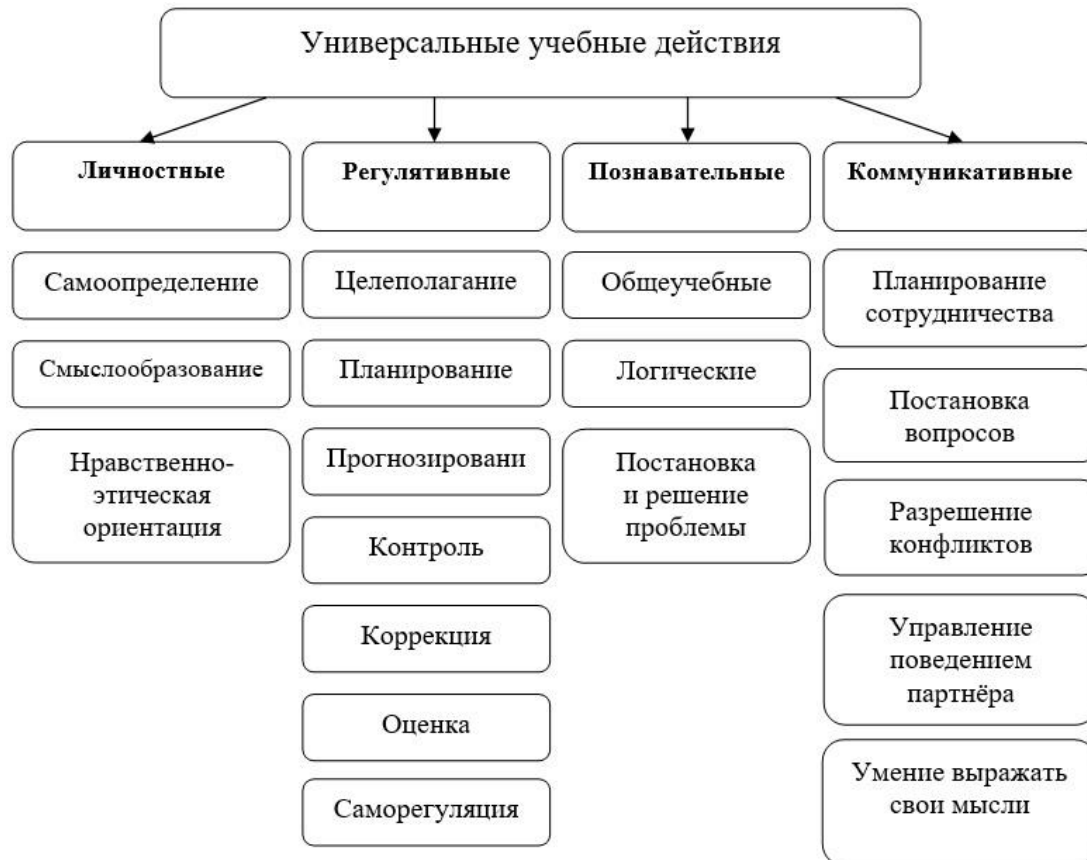 Универсальные учебные действия
Личностные
Самоопределение
Смыслообразование
Нравственно-
этическая
ориентация
Регулятивные
Целеполагание
Планирование
Прогнозировани
Контроль
Коррекция
Оценка
Саморегуляция
Познавательные
Общеучебные
Логические
Постановка
и решение
проблемы
Коммуникативные
Планирование
сотрудничества
Постановка
вопросов
Разрешение
конфликтов
Управление
поведением
партнёра
Умение выражать
свои мысли